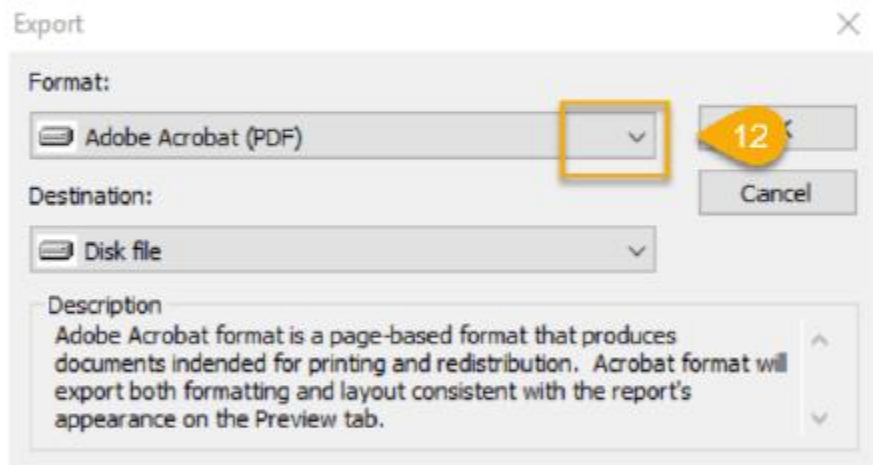 Export
Format:
Adobe Acrobat (PDF)
12
Destination:
Cancel
Disk file
Description
Adobe Acrobat format is a page-based format that produces
documents indended for printing and redistribution. Acrobat format will
export both formatting and layout consistent with the report's
appearance on the Preview tab.